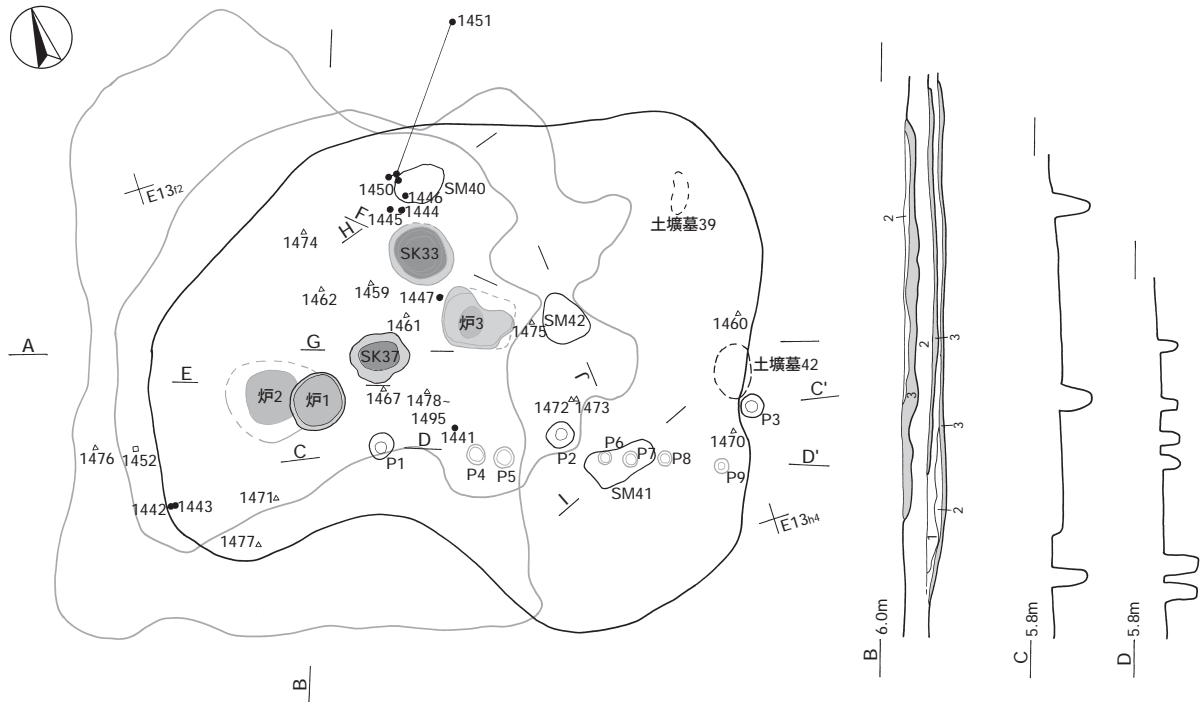 1451
E13f2
1450
SM40
1446
1445
1444
F
H
土壙墓39
1474
SK33
1459
1462
1447
1461
炉3
1475
SM42
1460
A
G
SK37
土壙墓42
E
炉2
炉1
1467
1478~
1495
J
1472
1473
C'
P3
1441
D
1470
P1
P2
P6
P7
P8
D'
1476
1452
C
P4
P5
P9
SM41
1442
1443
1471
I
E13h4
1477
B
2
3
2
3
3
2
1
B 6.0m
C 5.8m
D 5.8m